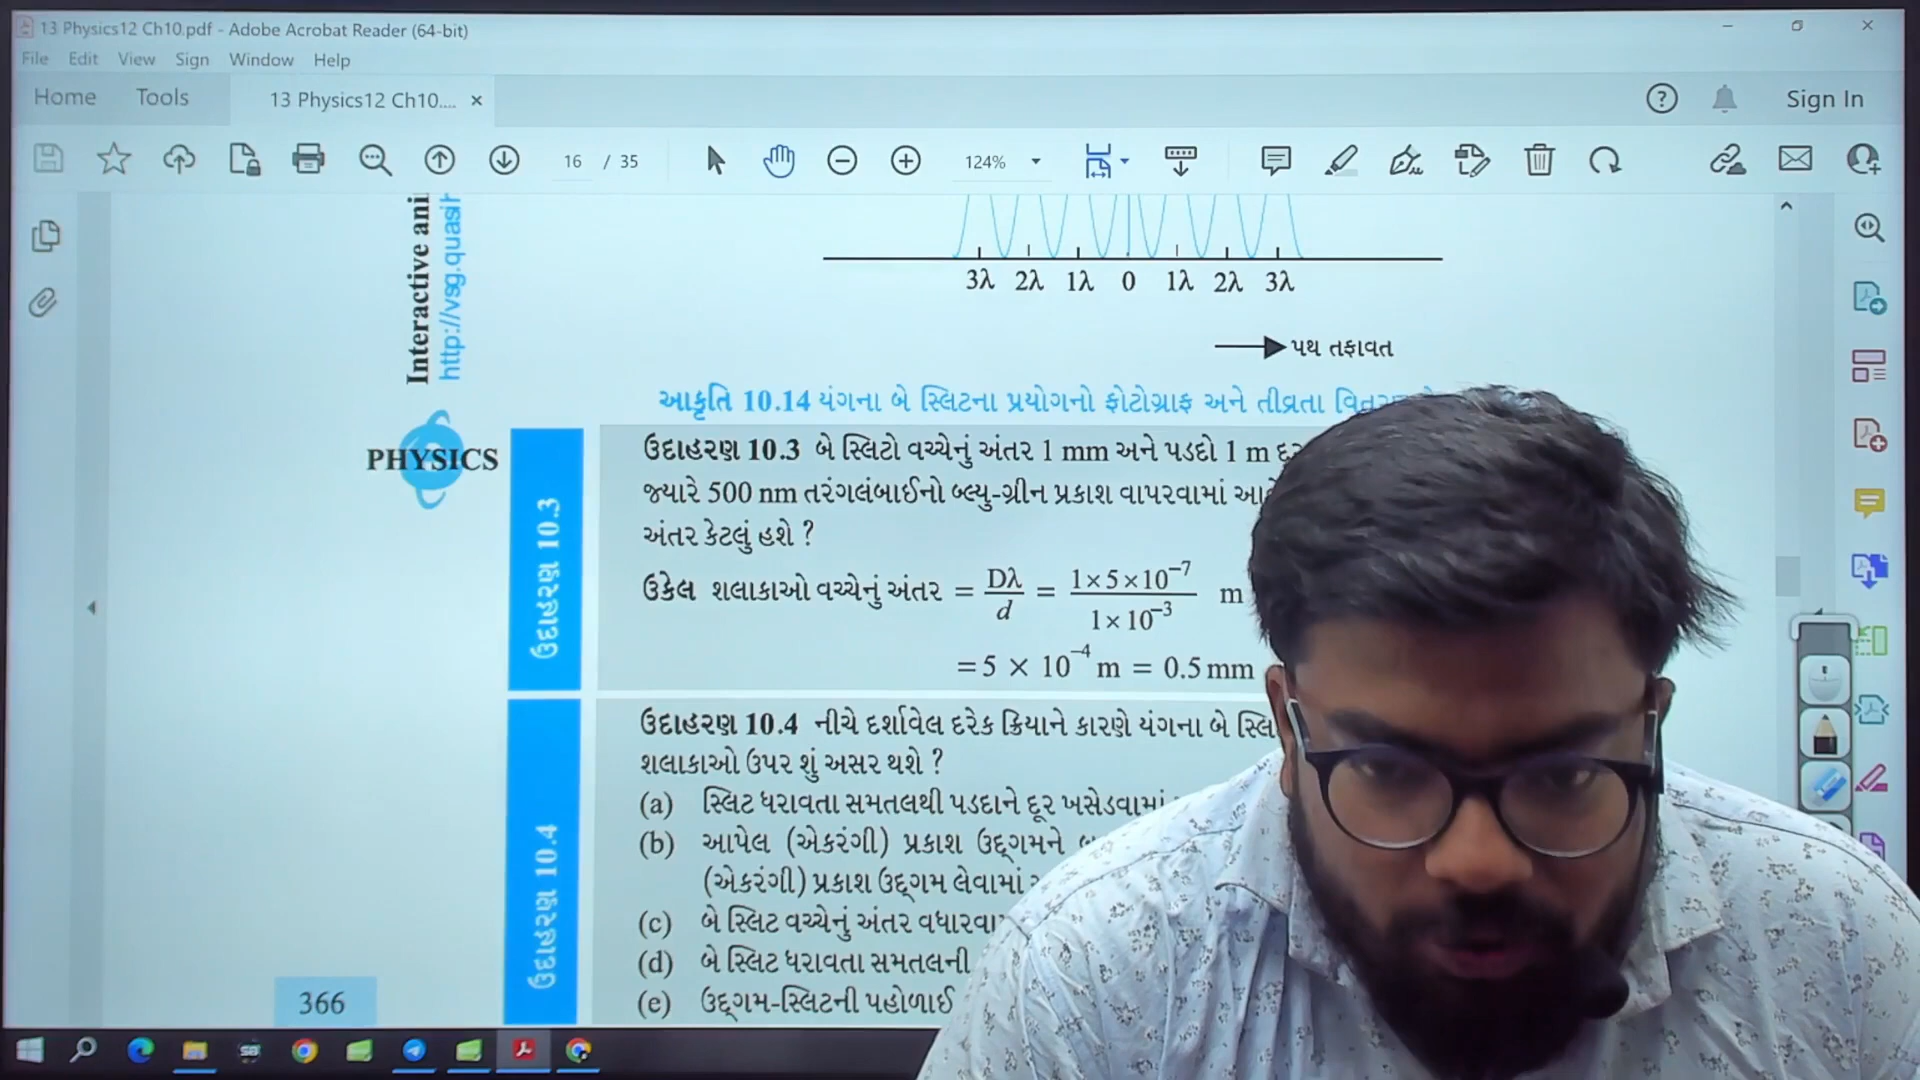 13 Physics12 Ch10.pdf - Adobe Acrobat Reader (64-bit)
File Edit View Sign Window Help
Home Tools 13 Physics12 Ch10.... × Sign In
16 / 35 124%
Interactive ani
http://vsg.quasih
3λ 2λ 1λ 0 1λ 2λ 3λ
પથ તફાવત
આકૃતિ 10.14 યંગના બે સ્લિટના પ્રયોગનો ફોટોગ્રાફ અને તીવ્રતા
PHYSICS
ઉદાહરણ 10.3
ઉદાહરણ 10.3 બે સ્લિટો વચ્ચેનું અંતર 1 mm અને પડદો 1 m
જ્યારે 500 nm તરંગલંબાઈનો બ્લ્યુ-ગ્રીન પ્રકાશ વાપરવામાં
અંતર કેટલું હશે ?
ઉકેલ શલાકાઓ વચ્ચેનું અંતર = Dλ/d = 1×5×10⁻⁷/1×10⁻³ m
= 5 × 10⁻⁴ m = 0.5 mm
ઉદાહરણ 10.4
ઉદાહરણ 10.4 નીચે દર્શાવેલ દરેક ક્રિયાને કારણે યંગના બે
શલાકાઓ ઉપર શું અસર થશે ?
(a) સ્લિટ ધરાવતા સમતલથી પડદાને દૂર ખસેડવામાં
(b) આપેલ (એકરંગી) પ્રકાશ ઉદ્ગમને
(એકરંગી) પ્રકાશ ઉદ્ગમ લેવામાં
(c) બે સ્લિટ વચ્ચેનું અંતર
(d) બે સ્લિટ ધરાવતા સમતલની
(e) ઉદ્ગમ-સ્લિટની પહોળાઈ
366